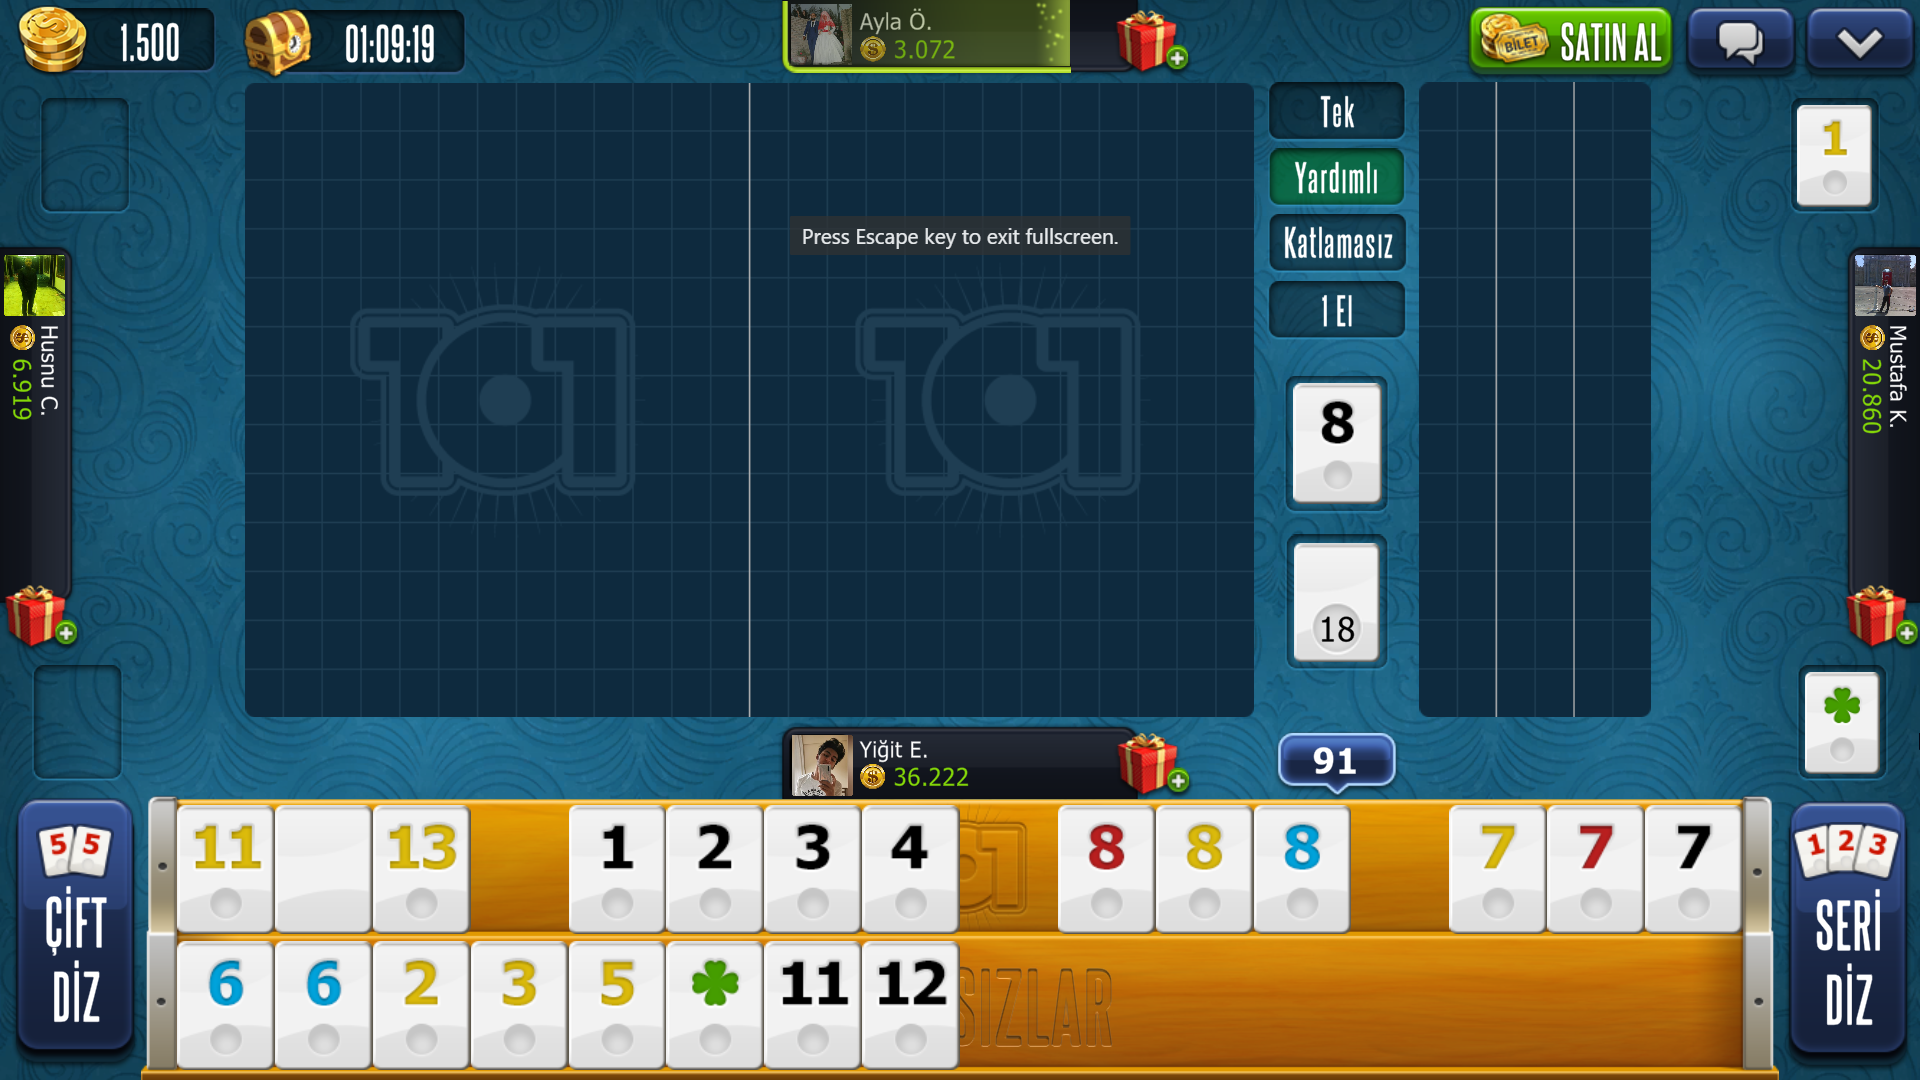 1.500
01:09:19
Ayla Ö.
3.072
BİLET
SATIN AL
Tek
Yardımlı
Katlamasız
1 El
1
Press Escape key to exit fullscreen.
101
101
Husnu C.
6.919
Mustafa K.
20.860
8
18
Yiğit E.
36.222
91
11 13 1 2 3 4 8 8 8 7 7 7
6 6 2 3 5 11 12
5 5
ÇİFT
DİZ
1 2 3
SERİ
DİZ